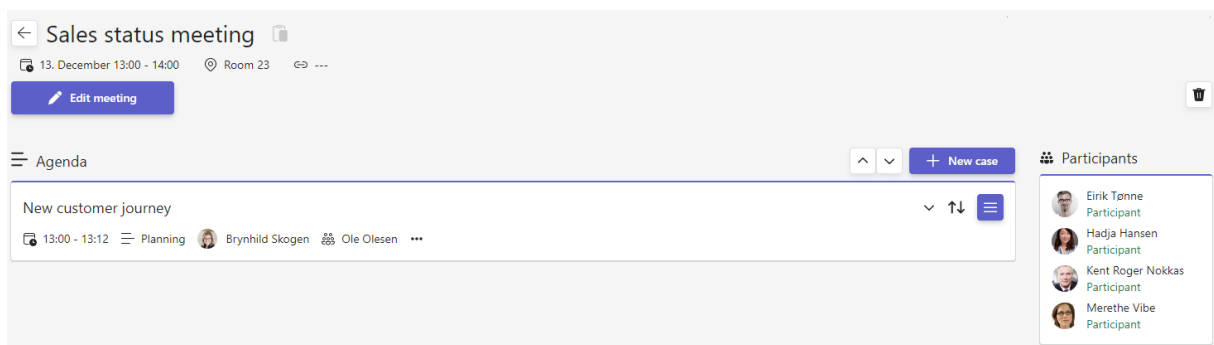 Sales status meeting
13. December 13:00 - 14:00 Room 23 ---
Edit meeting
Agenda
New case
New customer journey
13:00 - 13:12 Planning Brynhild Skogen Ole Olesen •••
Participants
Eirik Tønne
Participant
Hadja Hansen
Participant
Kent Roger Nokkas
Participant
Merethe Vibe
Participant